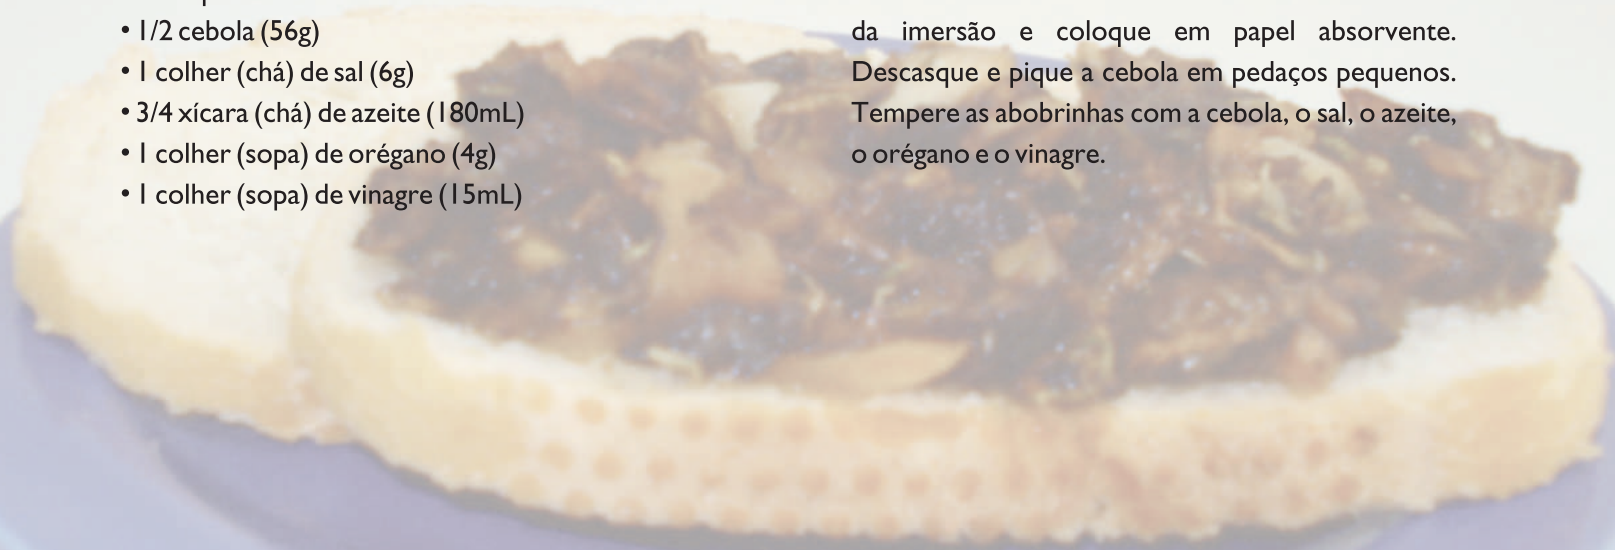 • 1/2 cebola (56g)
• 1 colher (chá) de sal (6g)
• 3/4 xícara (chá) de azeite (180mL)
• 1 colher (sopa) de orégano (4g)
• 1 colher (sopa) de vinagre (15mL)
da imersão e coloque em papel absorvente.
Descasque e pique a cebola em pedaços pequenos.
Tempere as abobrinhas com a cebola, o sal, o azeite,
o orégano e o vinagre.